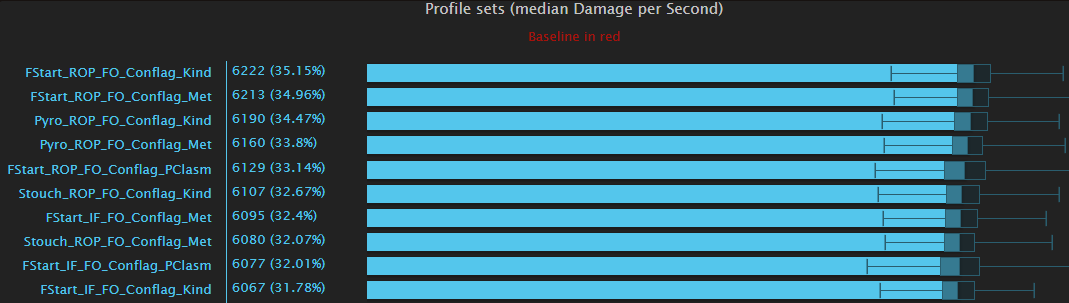 Profile sets (median Damage per Second)
Baseline in red
FStart_ROP_FO_Conflag_Kind 6222 (35.15%)
FStart_ROP_FO_Conflag_Met 6213 (34.96%)
Pyro_ROP_FO_Conflag_Kind 6190 (34.47%)
Pyro_ROP_FO_Conflag_Met 6160 (33.8%)
FStart_ROP_FO_Conflag_PClasm 6129 (33.14%)
Stouch_ROP_FO_Conflag_Kind 6107 (32.67%)
FStart_IF_FO_Conflag_Met 6095 (32.4%)
Stouch_ROP_FO_Conflag_Met 6080 (32.07%)
FStart_IF_FO_Conflag_PClasm 6077 (32.01%)
FStart_IF_FO_Conflag_Kind 6067 (31.78%)